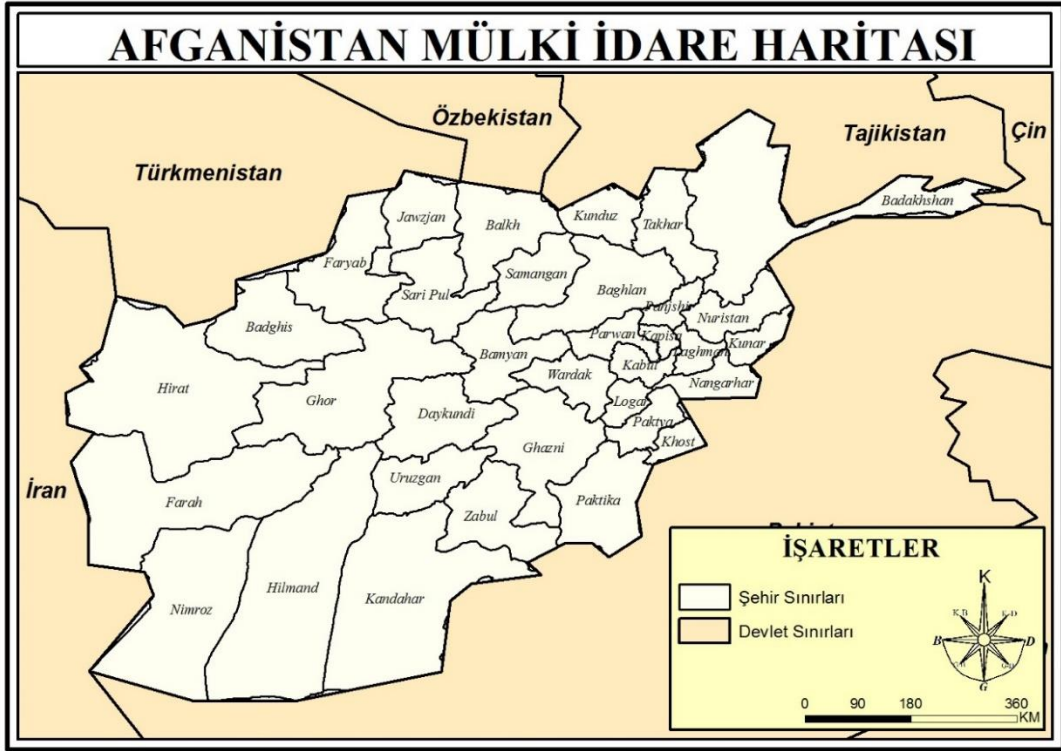 AFGANİSTAN MÜLKİ İDARE HARİTASI
Özbekistan
Tajikistan
Çin
Türkmenistan
Badakhshan
Jawzjan
Balkh
Kunduz
Takhar
Faryab
Samangan
Sari Pul
Baghlan
Panjshir
Nuristan
Badghis
Parwan
Kapisa
Kunar
Laghman
Bamyan
Kabul
Hirat
Wardak
Nangarhar
Ghor
Daykundi
Logar
Paktya
Khost
Ghazni
İran
Uruzgan
Farah
Paktika
Zabul
Hilmand
Kandahar
Nimroz
İŞARETLER
Şehir Sınırları
Devlet Sınırları
K
K.B K.D
B D
G.B G.D
G
0 90 180 360
KM